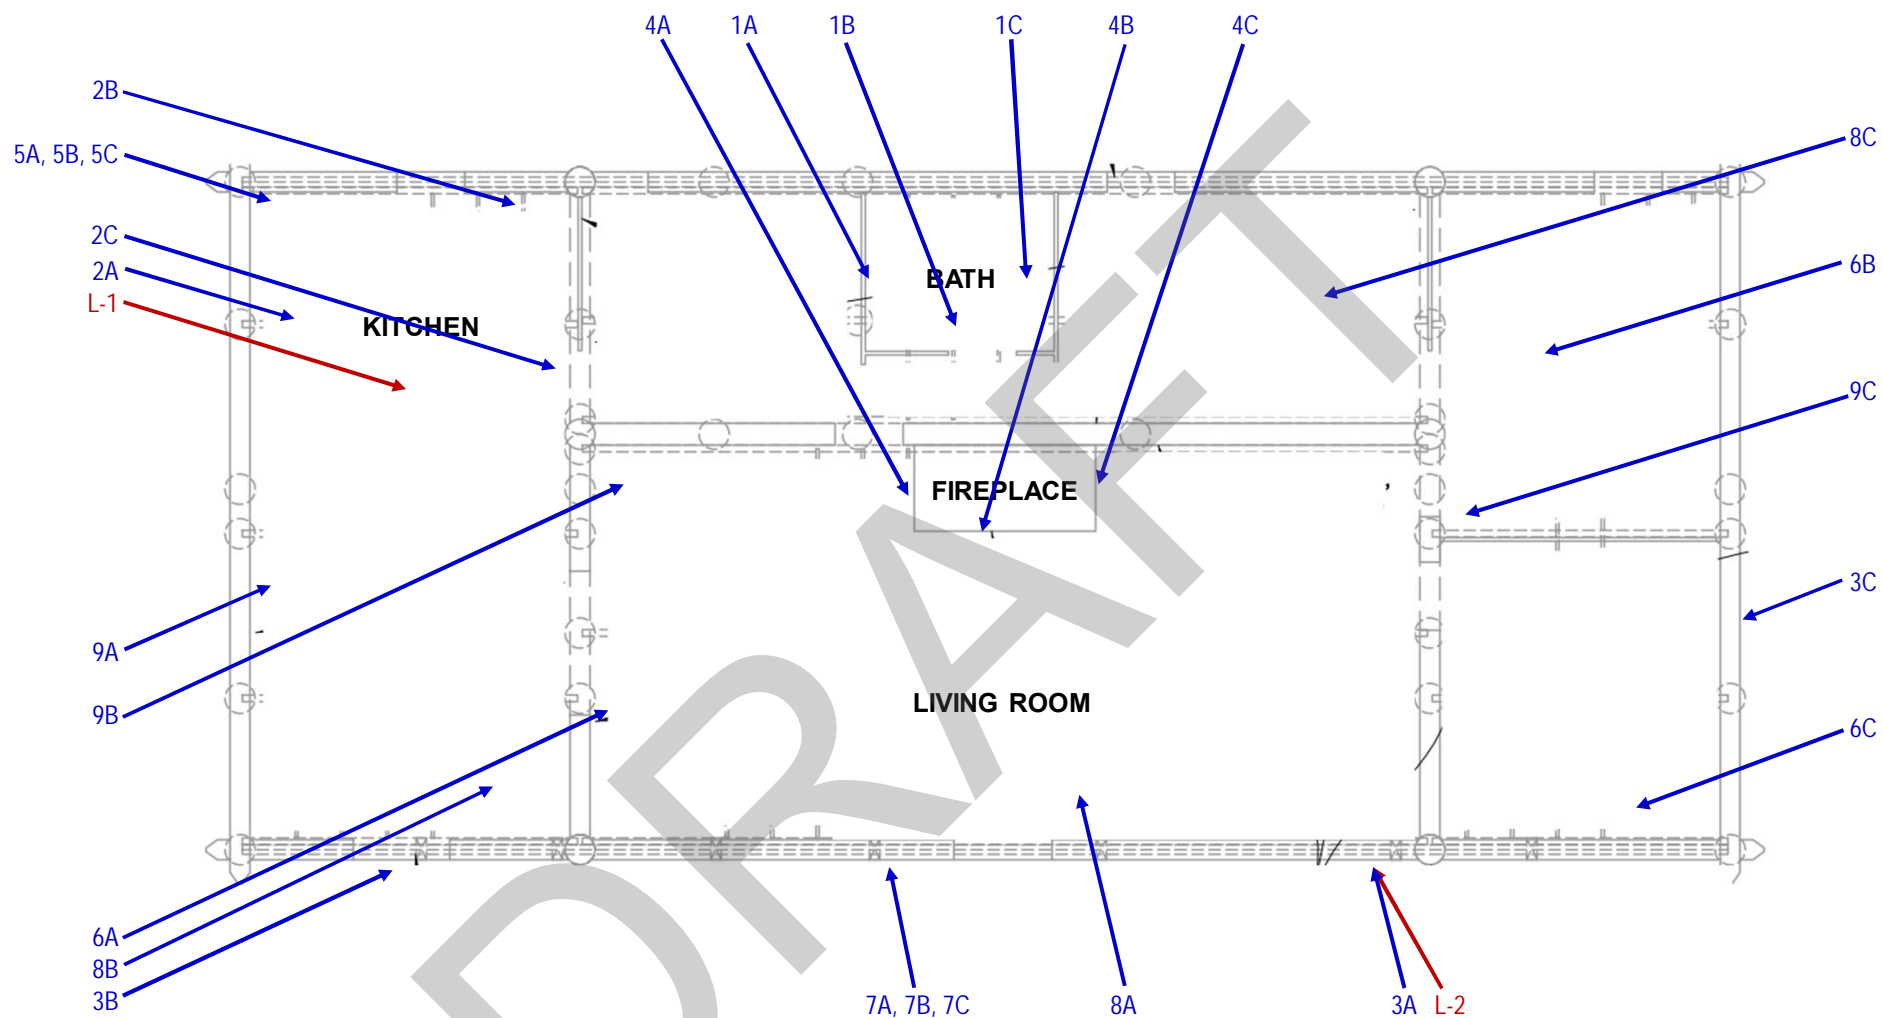 4A 1A 1B 1C 4B 4C
2B
8C
5A, 5B, 5C
2C
2A
6B
BATH
L-1
KITCHEN
9C
FIREPLACE
3C
9A
LIVING ROOM
9B
6C
6A
8B
3B
7A, 7B, 7C 8A 3A L-2
DRAFT